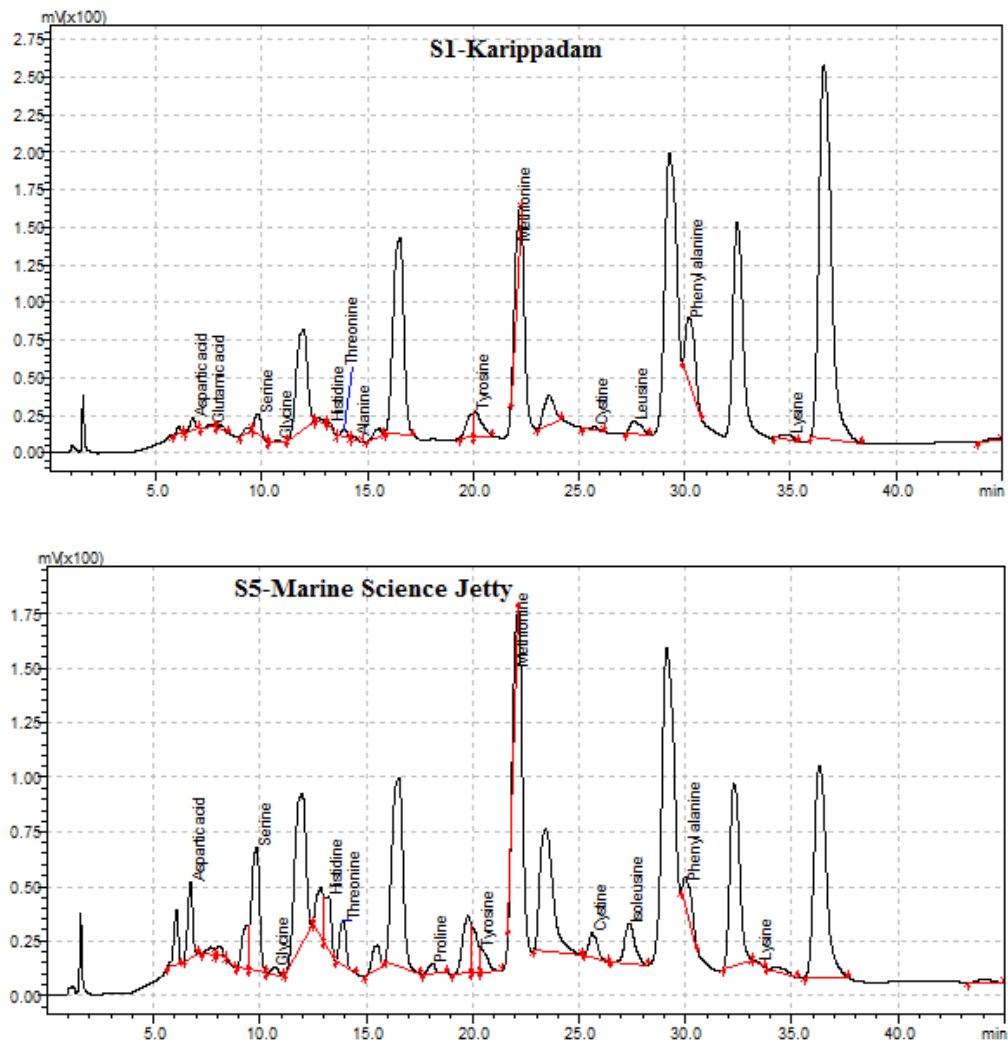 mV(x100)
S1-Karippadam
2.75
2.50
2.25
2.00
1.75
1.50
1.25
1.00
0.75
0.50
0.25
0.00
Aspartic acid
Glutamic acid
Serine
Glycine
Histidine
Threonine
Alanine
Tyrosine
Methionine
Cystine
Leusine
Phenyl alanine
Lysine
5.0 10.0 15.0 20.0 25.0 30.0 35.0 40.0 min
mV(x100)
S5-Marine Science Jetty
1.75
1.50
1.25
1.00
0.75
0.50
0.25
0.00
Aspartic acid
Serine
Glycine
Histidine
Threonine
Proline
Tyrosine
Methionine
Cystine
Isoleusine
Phenyl alanine
Lysine
5.0 10.0 15.0 20.0 25.0 30.0 35.0 40.0 min